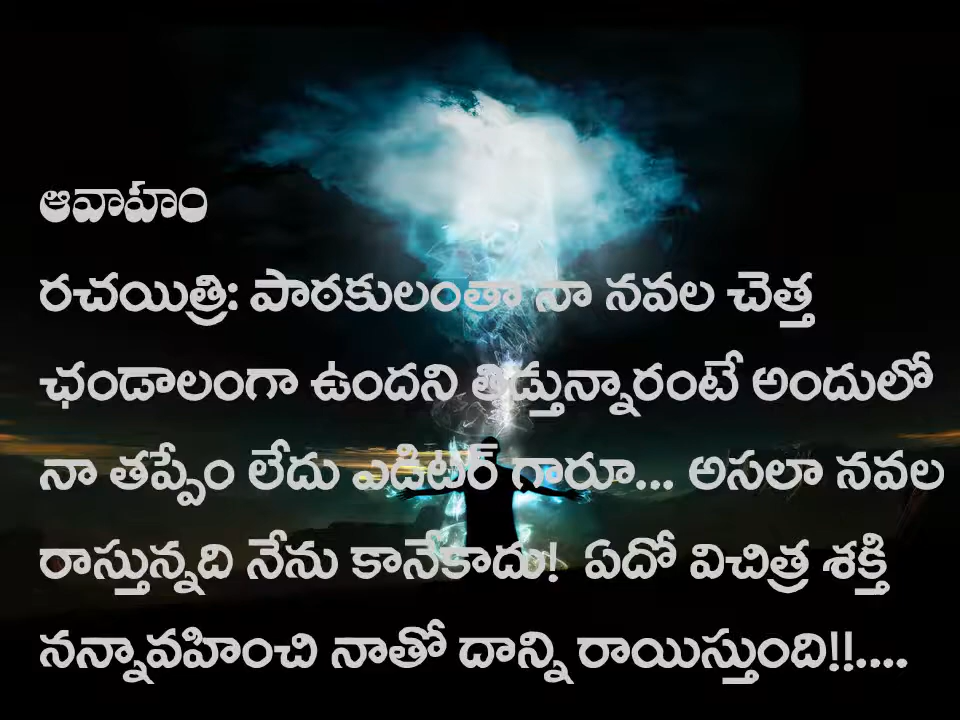 ఆవాహం
రచయిత్రి: పాఠకులంతా నా నవల చెత్త
ఛండాలంగా ఉందని తిడ్తున్నారంటే అందులో
నా తప్పేం లేదు ఎడిటర్ గారూ... అసలా నవల
రాస్తున్నది నేను కానేకాదు! ఏదో విచిత్ర శక్తి
నన్నావహించి నాతో దాన్ని రాయిస్తుంది!!....